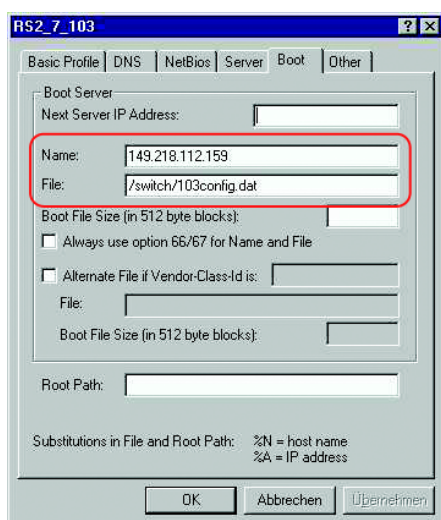 RS2_7_103
Basic Profile DNS NetBios Server Boot Other
Boot Server
Next Server IP Address:
Name: 149.218.112.159
File: /switch/103config.dat
Boot File Size (in 512 byte blocks):
Always use option 66/67 for Name and File
Alternate File if Vendor-Class-Id is:
File:
Boot File Size (in 512 byte blocks):
Root Path:
Substitutions in File and Root Path: %N = host name
%A = IP address
OK Abbrechen Übernehmen